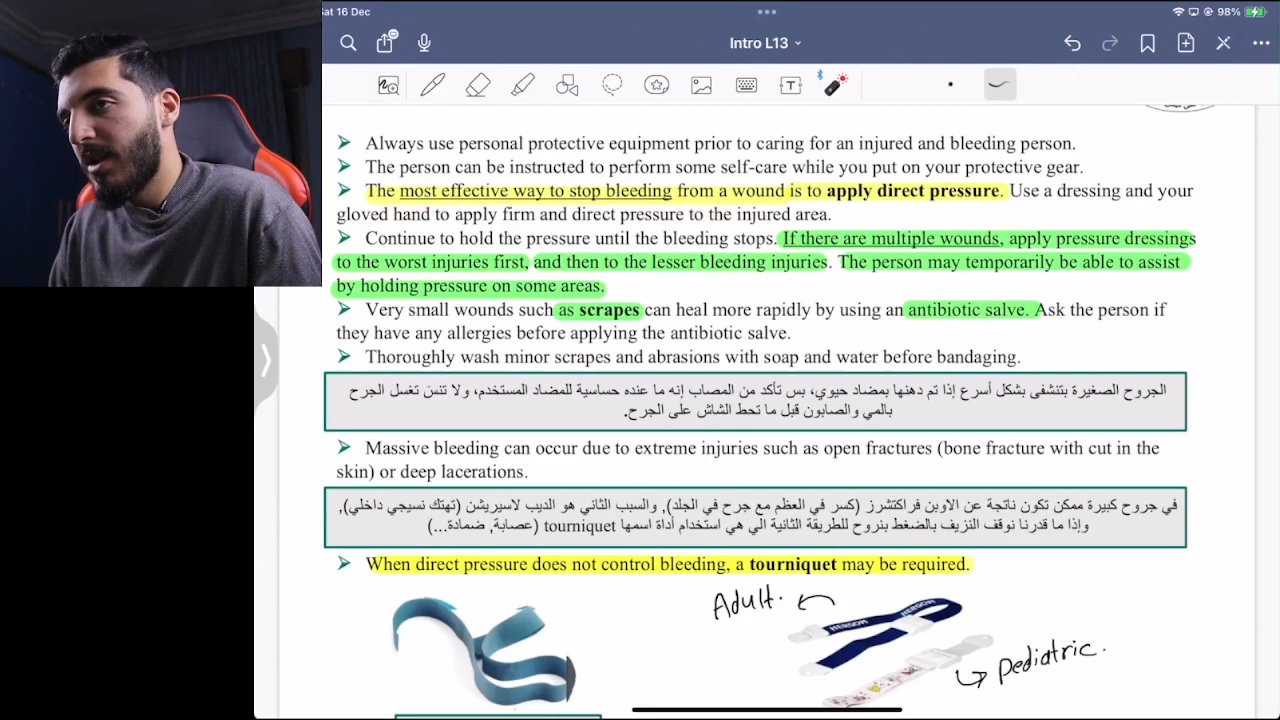 Sat 16 Dec
98%
Intro L13
T
➤ Always use personal protective equipment prior to caring for an injured and bleeding person.
➤ The person can be instructed to perform some self-care while you put on your protective gear.
➤ The most effective way to stop bleeding from a wound is to apply direct pressure. Use a dressing and your
gloved hand to apply firm and direct pressure to the injured area.
➤ Continue to hold the pressure until the bleeding stops. If there are multiple wounds, apply pressure dressings
to the worst injuries first, and then to the lesser bleeding injuries. The person may temporarily be able to assist
by holding pressure on some areas.
➤ Very small wounds such as scrapes can heal more rapidly by using an antibiotic salve. Ask the person if
they have any allergies before applying the antibiotic salve.
➤ Thoroughly wash minor scrapes and abrasions with soap and water before bandaging.
الجروح الصغيرة بتتشفى بشكل أسرع إذا تم دهنها بمضاد حيوي، بس تأكد من المصاب إنه ما عنده حساسية للمضاد المستخدم، ولا تنسَ تغسل الجرح
بالمي والصابون قبل ما تحط الشاش على الجرح.
➤ Massive bleeding can occur due to extreme injuries such as open fractures (bone fracture with cut in the
skin) or deep lacerations.
في جروح كبيرة ممكن تكون ناتجة عن الاوبن فراكتشرز (كسر في العظم مع جرح في الجلد), والسبب الثاني هو الديب لاسيريشن (تهتك نسيجي داخلي),
وإذا ما قدرنا نوقف النزيف بالضغط بنروح للطريقة الثانية الي هي استخدام أداة اسمها tourniquet (عصابة, ضمادة...)
➤ When direct pressure does not control bleeding, a tourniquet may be required.
Adult.
HERGOM HERGOM
pediatric.